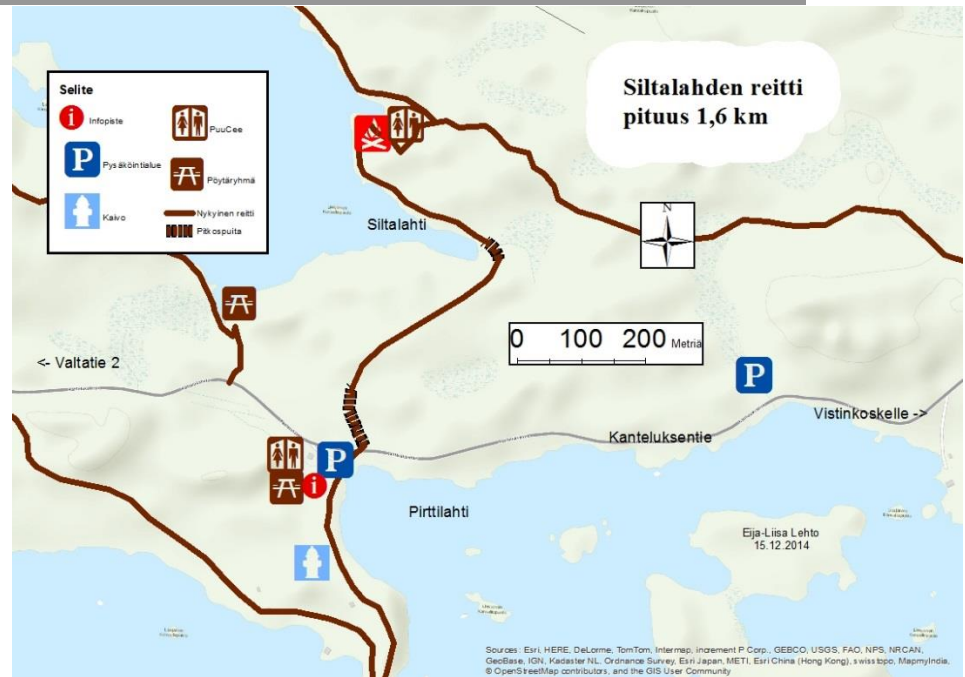 Selite
i Infopiste
PuuCee
P Pysäköintialue
Pöytäryhmä
Kaivo
Nykyinen reitti
Pitkospuita
Siltalahden reitti
pituus 1,6 km
N
Siltalahti
0 100 200 Metriä
<- Valtatie 2
P
Vistinkoskelle ->
Kanteluksentie
P
i
Pirttilahti
Eija-Liisa Lehto
15.12.2014
Sources: Esri, HERE, DeLorme, TomTom, Intermap, increment P Corp., GEBCO, USGS, FAO, NPS, NRCAN,
GeoBase, IGN, Kadaster NL, Ordnance Survey, Esri Japan, METI, Esri China (Hong Kong), swisstopo, MapmyIndia,
© OpenStreetMap contributors, and the GIS User Community